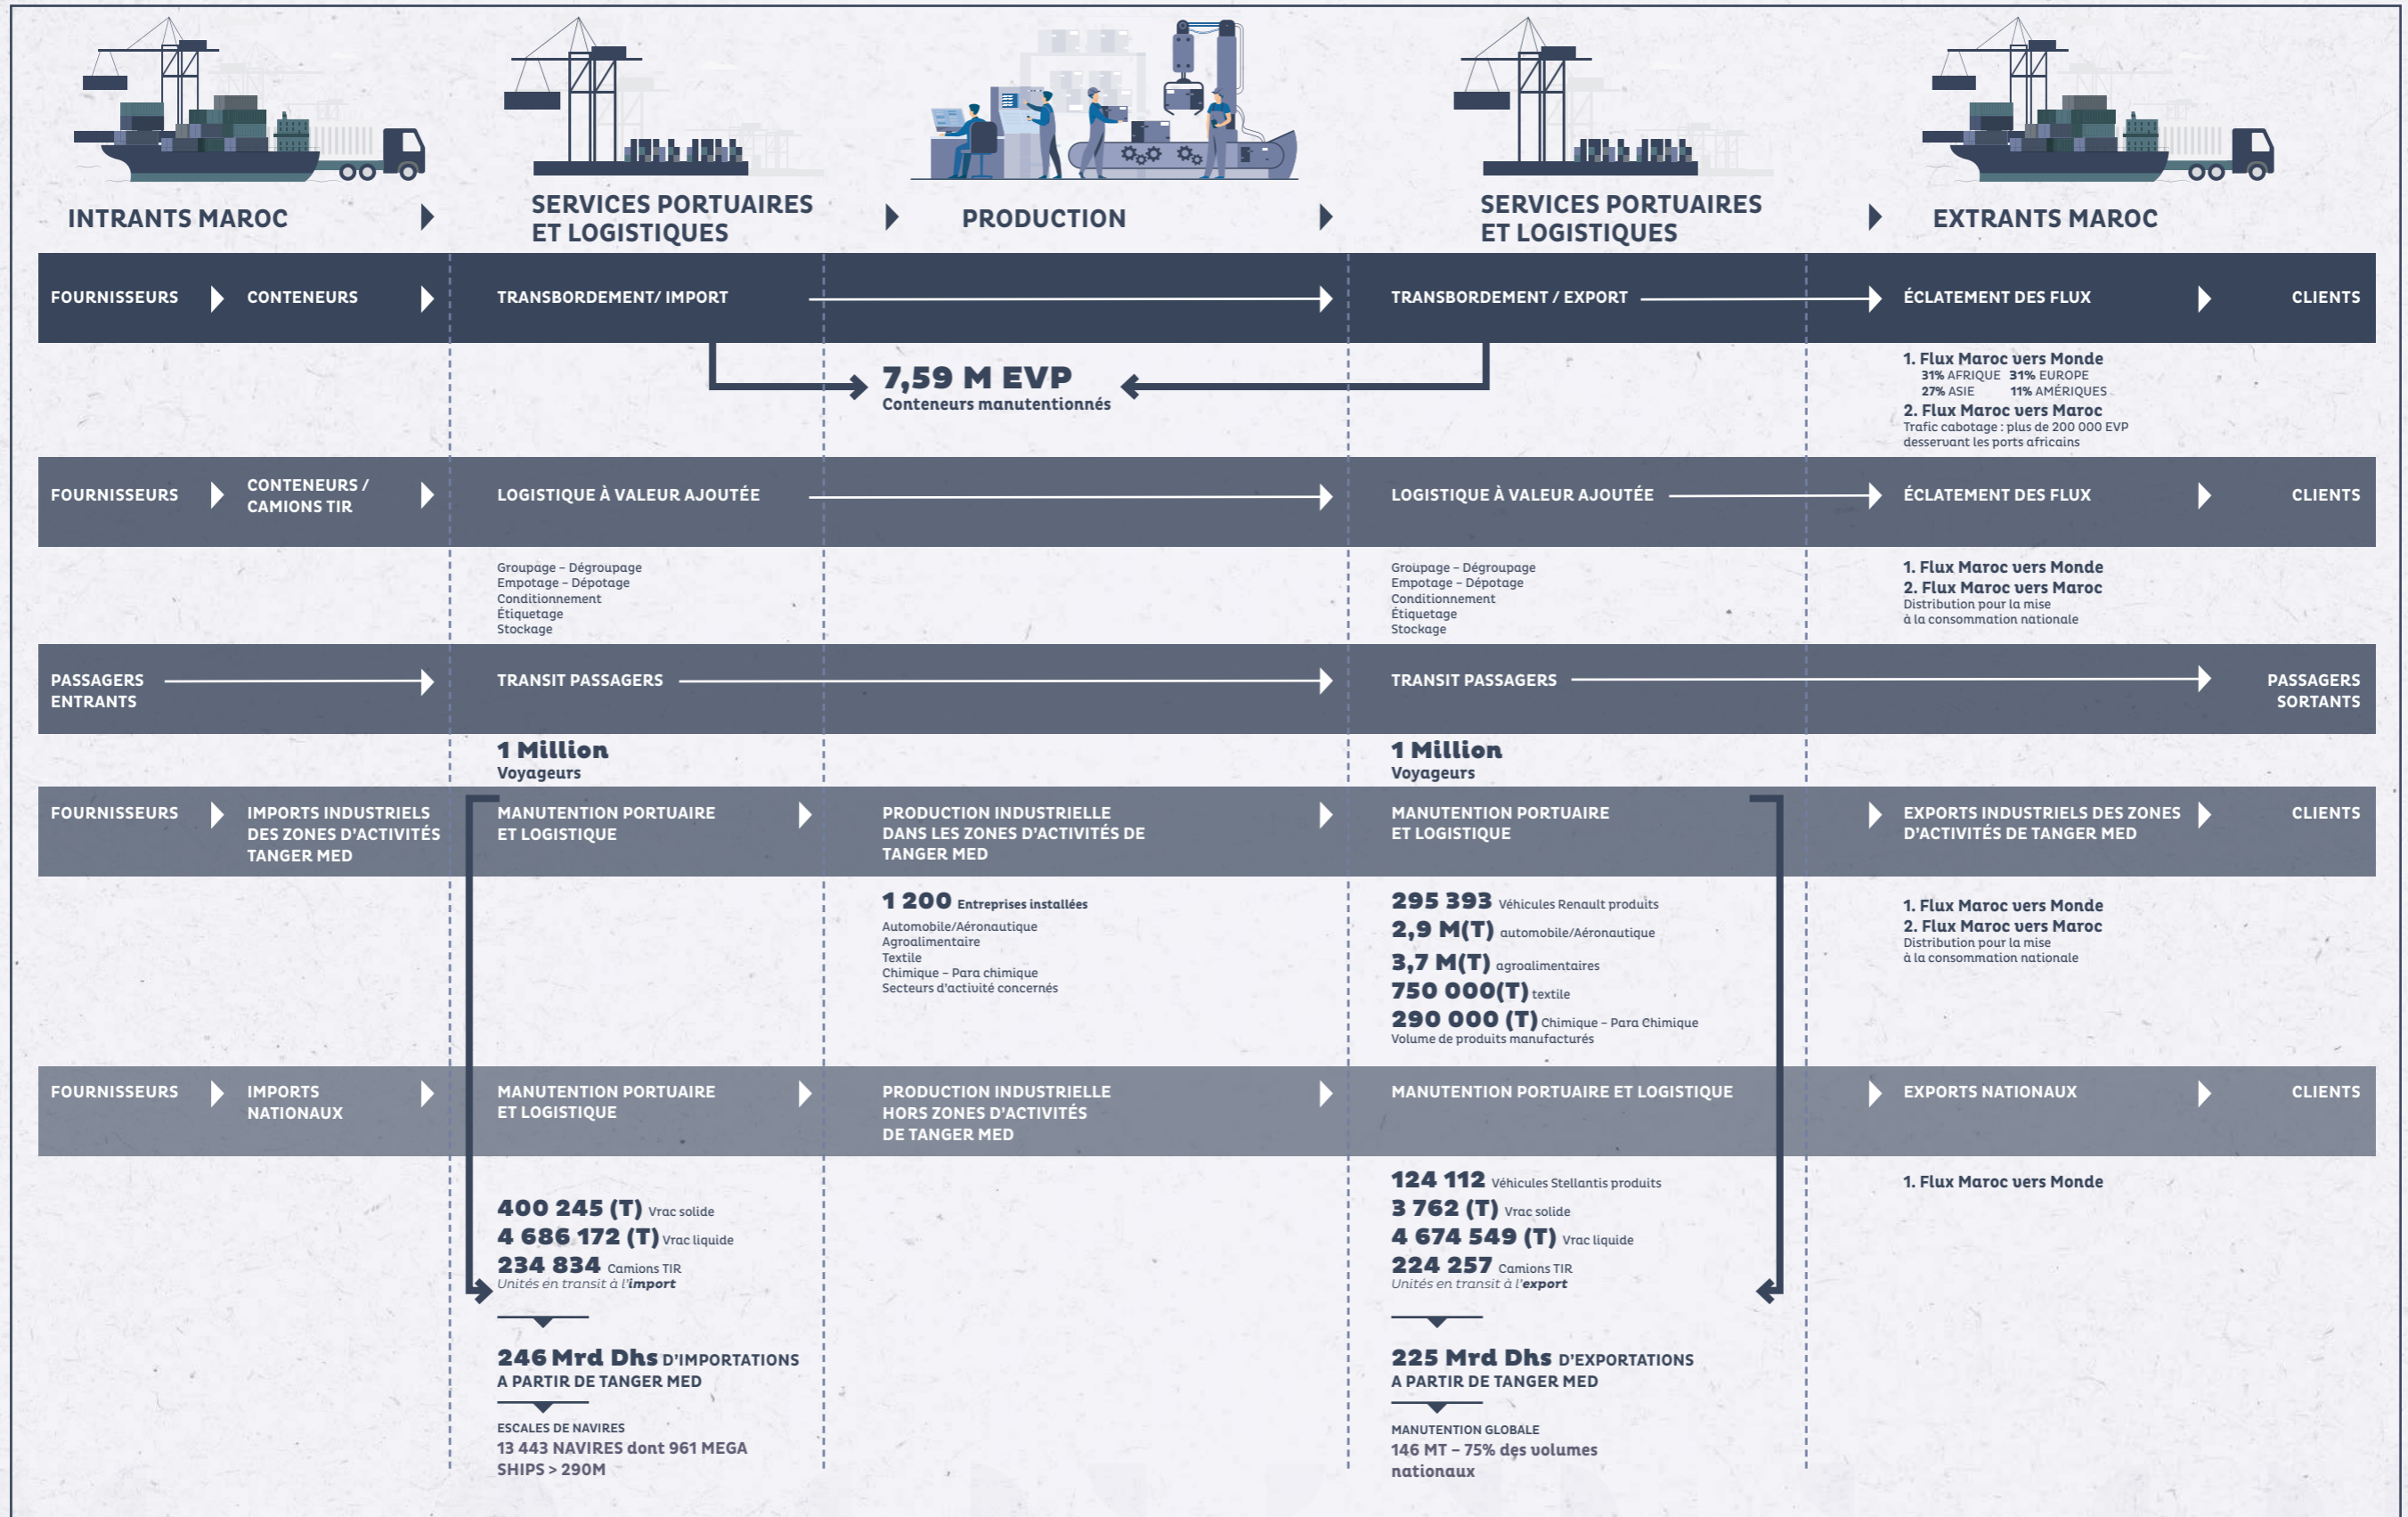 INTRANTS MAROC
SERVICES PORTUAIRES
ET LOGISTIQUES
PRODUCTION
SERVICES PORTUAIRES
ET LOGISTIQUES
EXTRANTS MAROC
FOURNISSEURS
CONTENEURS
TRANSBORDEMENT/ IMPORT
TRANSBORDEMENT / EXPORT
ÉCLATEMENT DES FLUX
CLIENTS
7,59 M EVP
Conteneurs manutentionnés
1. Flux Maroc vers Monde
31% AFRIQUE 31% EUROPE
27% ASIE 11% AMÉRIQUES
2. Flux Maroc vers Maroc
Trafic cabotage : plus de 200 000 EVP
desservant les ports africains
FOURNISSEURS
CONTENEURS /
CAMIONS TIR
LOGISTIQUE À VALEUR AJOUTÉE
LOGISTIQUE À VALEUR AJOUTÉE
ÉCLATEMENT DES FLUX
CLIENTS
Groupage – Dégroupage
Empotage – Dépotage
Conditionnement
Étiquetage
Stockage
Groupage – Dégroupage
Empotage – Dépotage
Conditionnement
Étiquetage
Stockage
1. Flux Maroc vers Monde
2. Flux Maroc vers Maroc
Distribution pour la mise
à la consommation nationale
PASSAGERS
ENTRANTS
TRANSIT PASSAGERS
TRANSIT PASSAGERS
PASSAGERS
SORTANTS
1 Million
Voyageurs
1 Million
Voyageurs
FOURNISSEURS
IMPORTS INDUSTRIELS
DES ZONES D'ACTIVITÉS
TANGER MED
MANUTENTION PORTUAIRE
ET LOGISTIQUE
PRODUCTION INDUSTRIELLE
DANS LES ZONES D'ACTIVITÉS DE
TANGER MED
MANUTENTION PORTUAIRE
ET LOGISTIQUE
EXPORTS INDUSTRIELS DES ZONES
D'ACTIVITÉS DE TANGER MED
CLIENTS
1 200 Entreprises installées
Automobile/Aéronautique
Agroalimentaire
Textile
Chimique – Para chimique
Secteurs d'activité concernés
295 393 Véhicules Renault produits
2,9 M(T) automobile/Aéronautique
3,7 M(T) agroalimentaires
750 000(T) textile
290 000 (T) Chimique – Para Chimique
Volume de produits manufacturés
1. Flux Maroc vers Monde
2. Flux Maroc vers Maroc
Distribution pour la mise
à la consommation nationale
FOURNISSEURS
IMPORTS
NATIONAUX
MANUTENTION PORTUAIRE
ET LOGISTIQUE
PRODUCTION INDUSTRIELLE
HORS ZONES D'ACTIVITÉS
DE TANGER MED
MANUTENTION PORTUAIRE ET LOGISTIQUE
EXPORTS NATIONAUX
CLIENTS
400 245 (T) Vrac solide
4 686 172 (T) Vrac liquide
234 834 Camions TIR
Unités en transit à l'import
124 112 Véhicules Stellantis produits
3 762 (T) Vrac solide
4 674 549 (T) Vrac liquide
224 257 Camions TIR
Unités en transit à l'export
1. Flux Maroc vers Monde
246 Mrd Dhs D'IMPORTATIONS
A PARTIR DE TANGER MED
225 Mrd Dhs D'EXPORTATIONS
A PARTIR DE TANGER MED
ESCALES DE NAVIRES
13 443 NAVIRES dont 961 MEGA
SHIPS > 290M
MANUTENTION GLOBALE
146 MT – 75% des volumes
nationaux